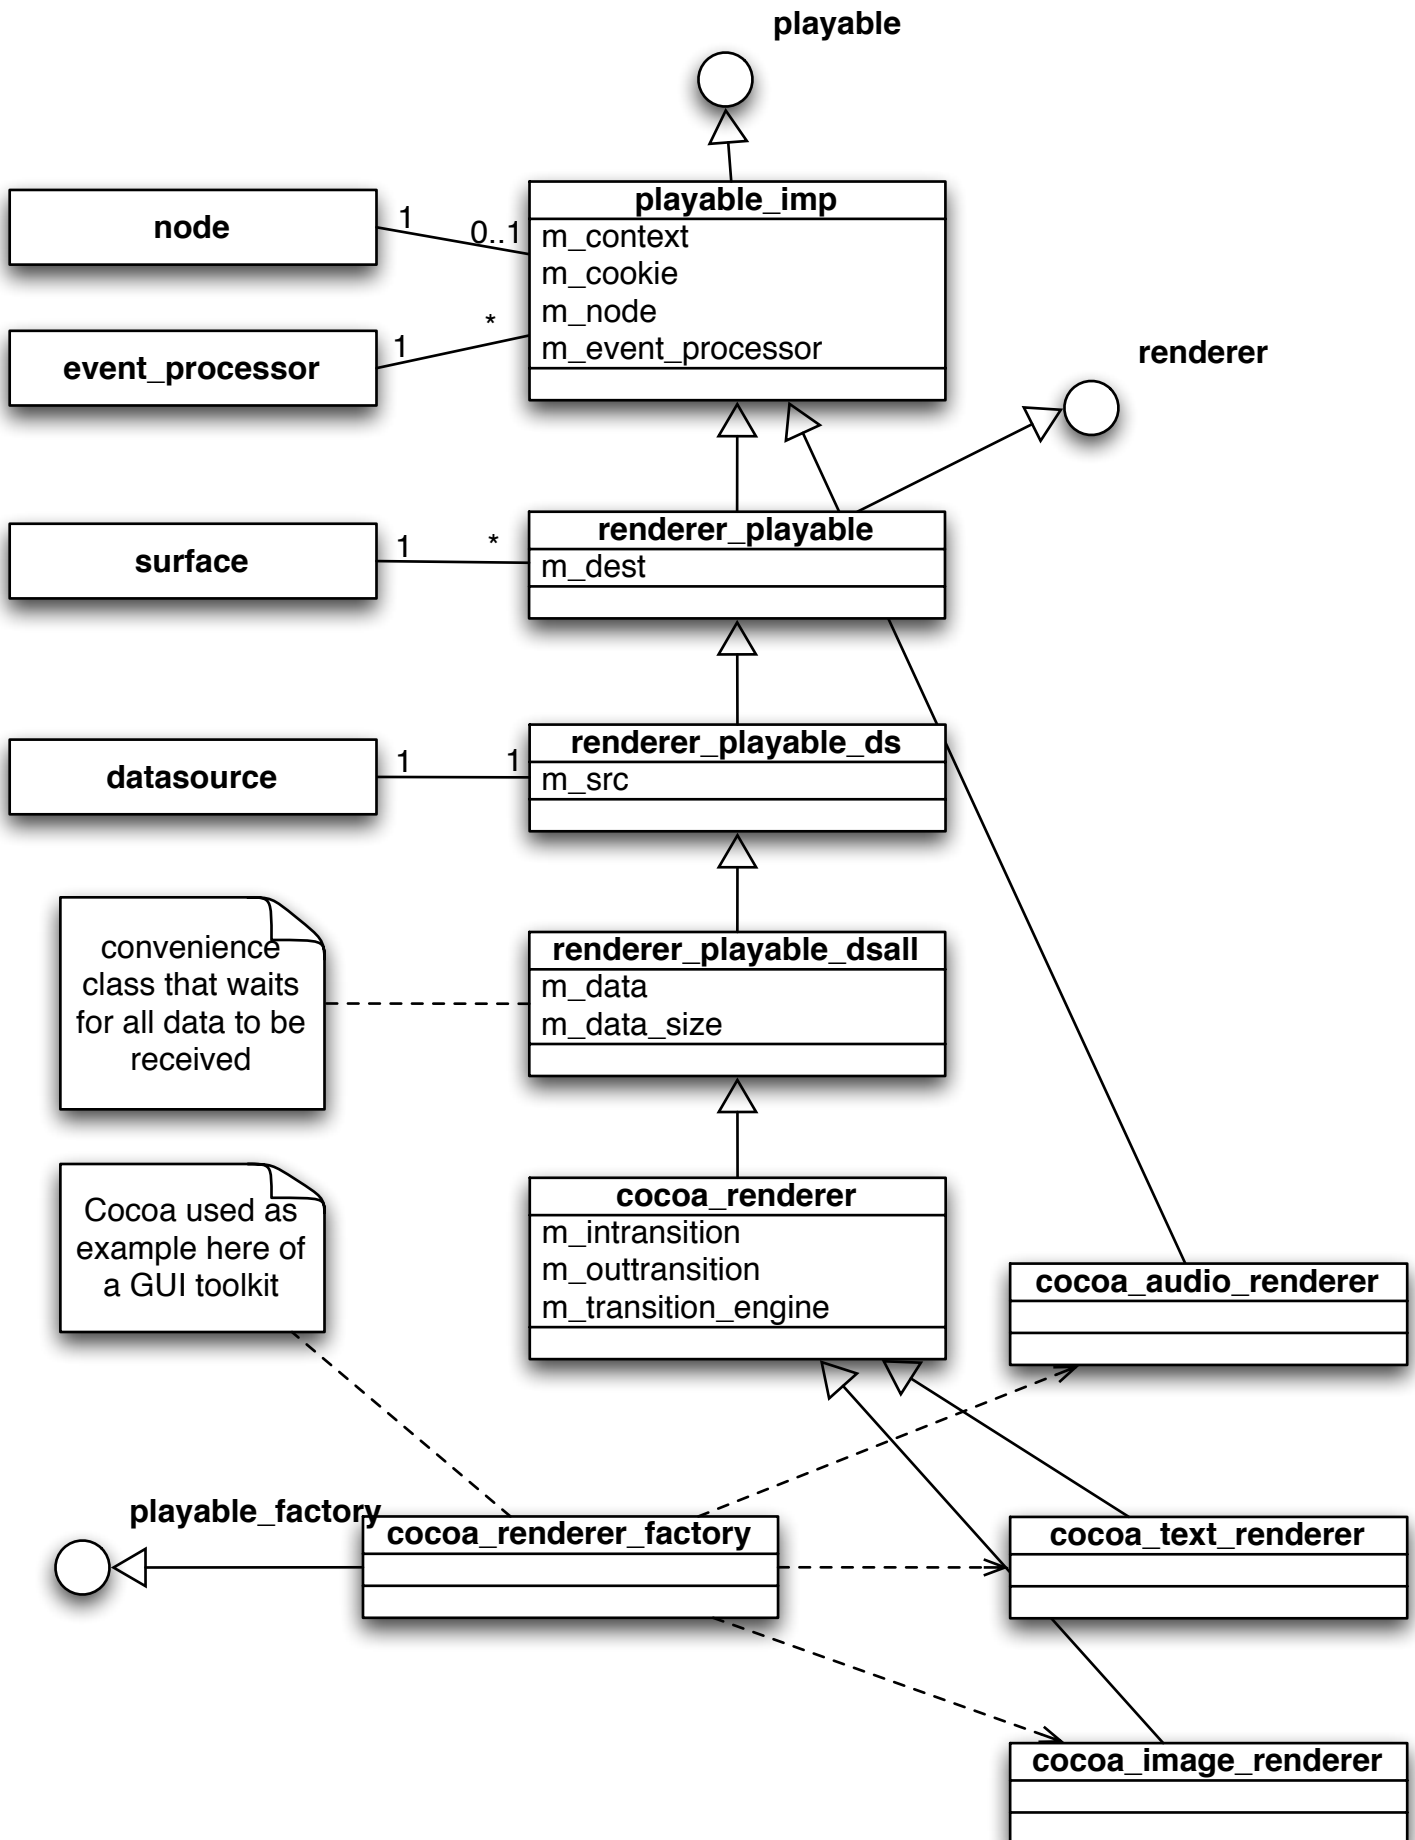 playable
playable_imp
m_context
m_cookie
m_node
m_event_processor
node
1
0..1
event_processor
1
*
renderer
renderer_playable
m_dest
surface
1
*
renderer_playable_ds
m_src
datasource
1
1
convenience
class that waits
for all data to be
received
renderer_playable_dsall
m_data
m_data_size
Cocoa used as
example here of
a GUI toolkit
cocoa_renderer
m_intransition
m_outtransition
m_transition_engine
cocoa_audio_renderer
playable_factory
cocoa_renderer_factory
cocoa_text_renderer
cocoa_image_renderer